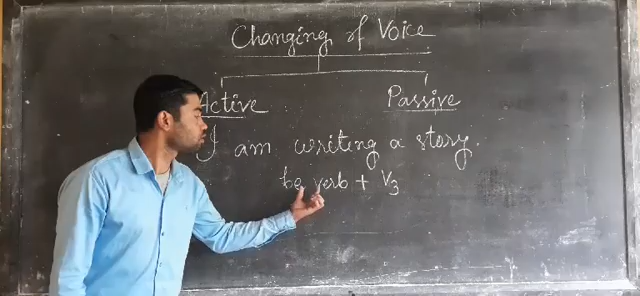 Changing of Voice
Active Passive
I am writing a story.
be verb + V3